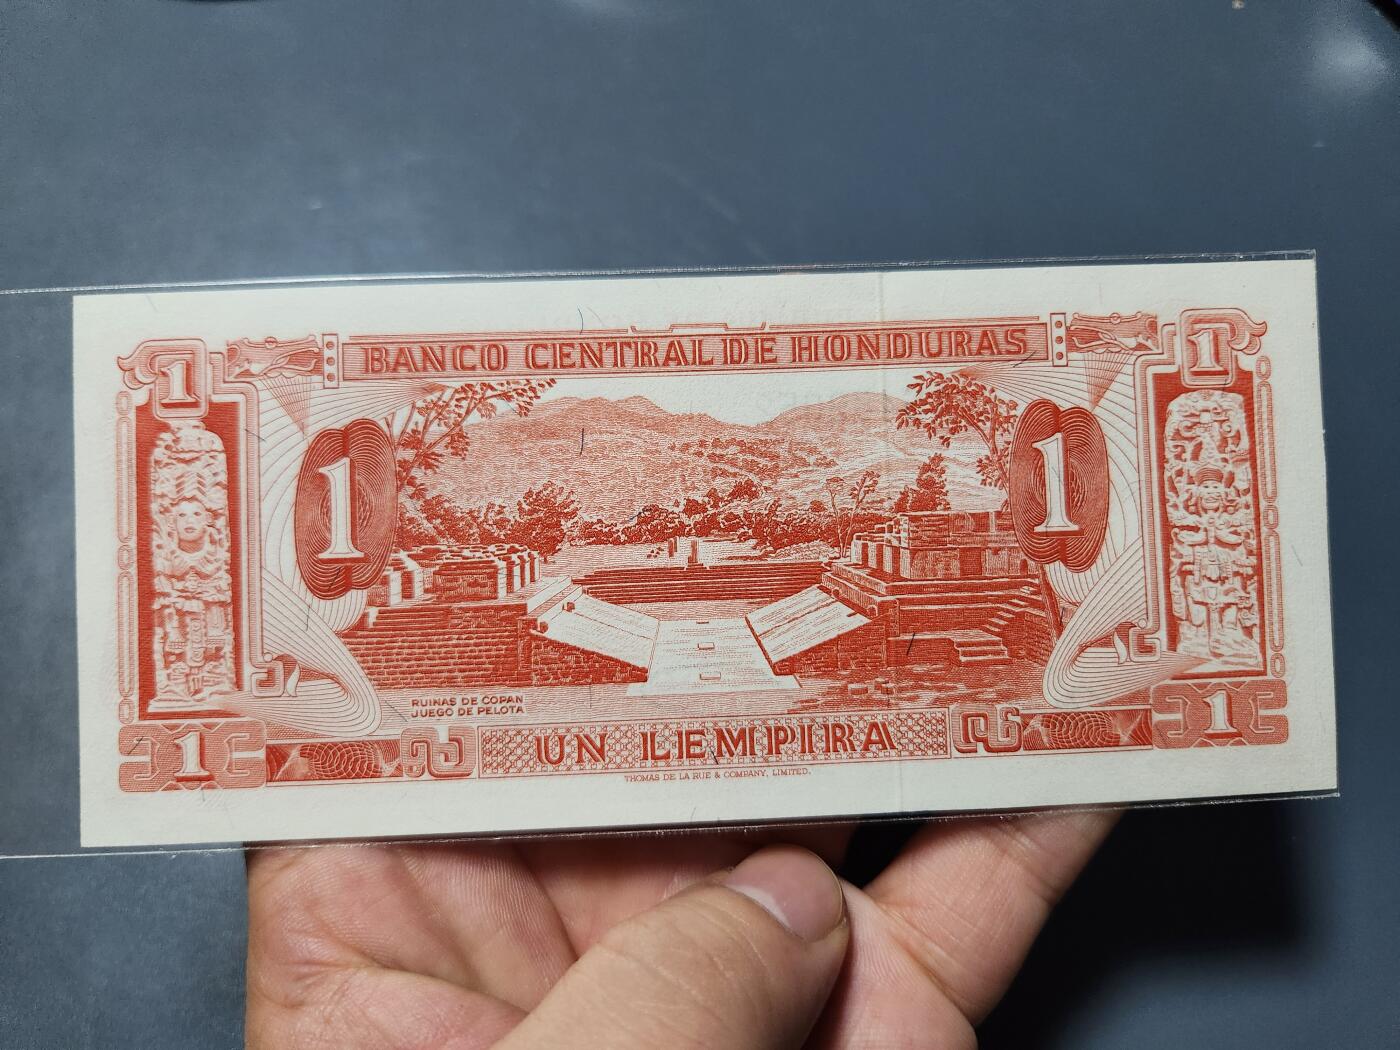 1 BANCO CENTRAL DE HONDURAS 1
1 1
RUINAS DE COPAN
JUEGO DE PELOTA
1 UN LEMPIRA 1
THOMAS DE LA RUE & COMPANY, LIMITED.